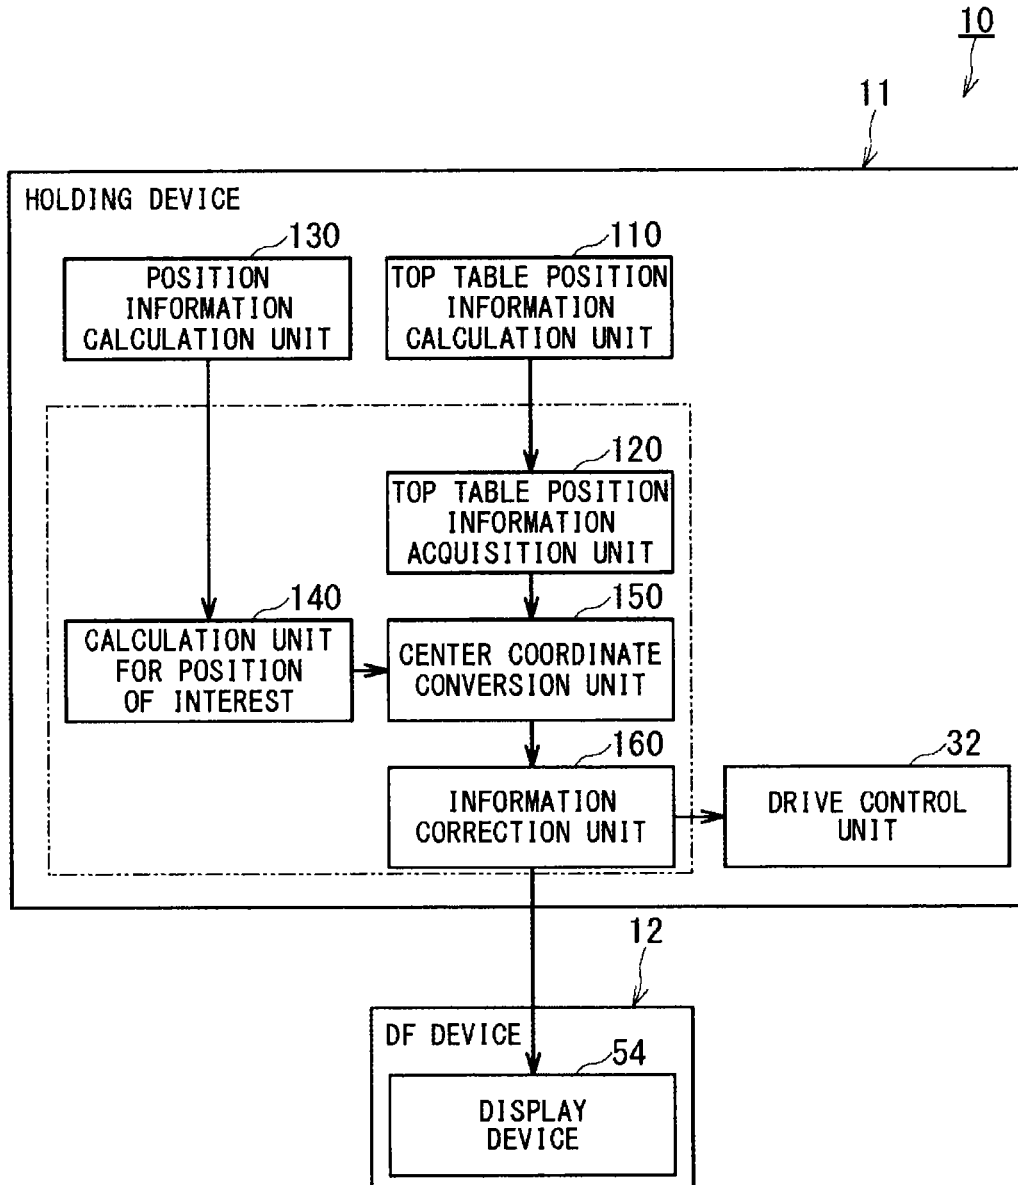 10
11
HOLDING DEVICE
130
POSITION
INFORMATION
CALCULATION UNIT
110
TOP TABLE POSITION
INFORMATION
CALCULATION UNIT
120
TOP TABLE POSITION
INFORMATION
ACQUISITION UNIT
140
CALCULATION UNIT
FOR POSITION
OF INTEREST
150
CENTER COORDINATE
CONVERSION UNIT
160
INFORMATION
CORRECTION UNIT
32
DRIVE CONTROL
UNIT
12
DF DEVICE
54
DISPLAY
DEVICE